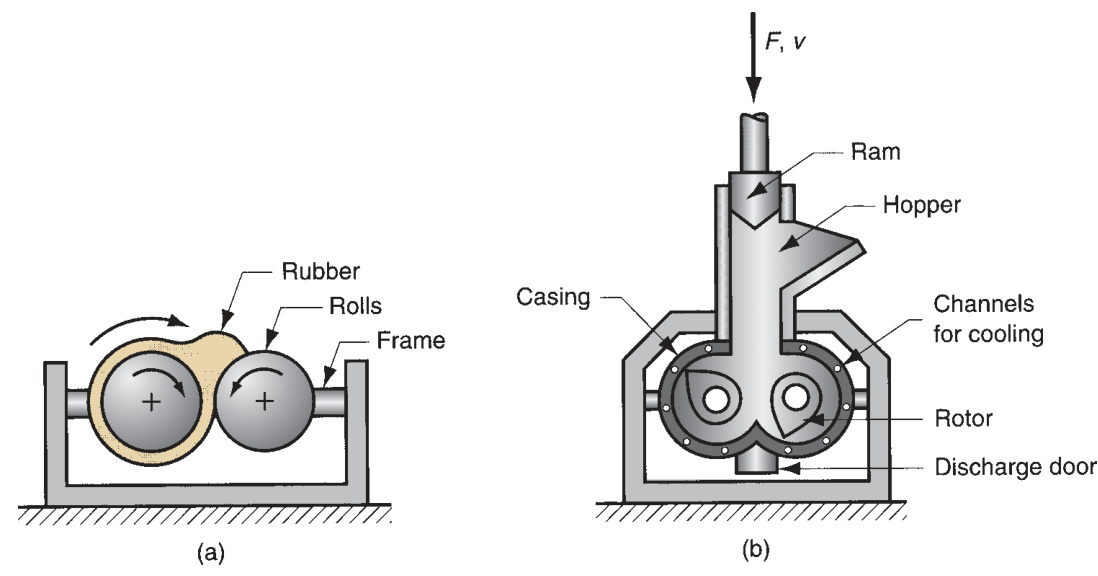 Rubber
Rolls
Frame
(a)
F, v
Ram
Hopper
Casing
Channels
for cooling
Rotor
Discharge door
(b)